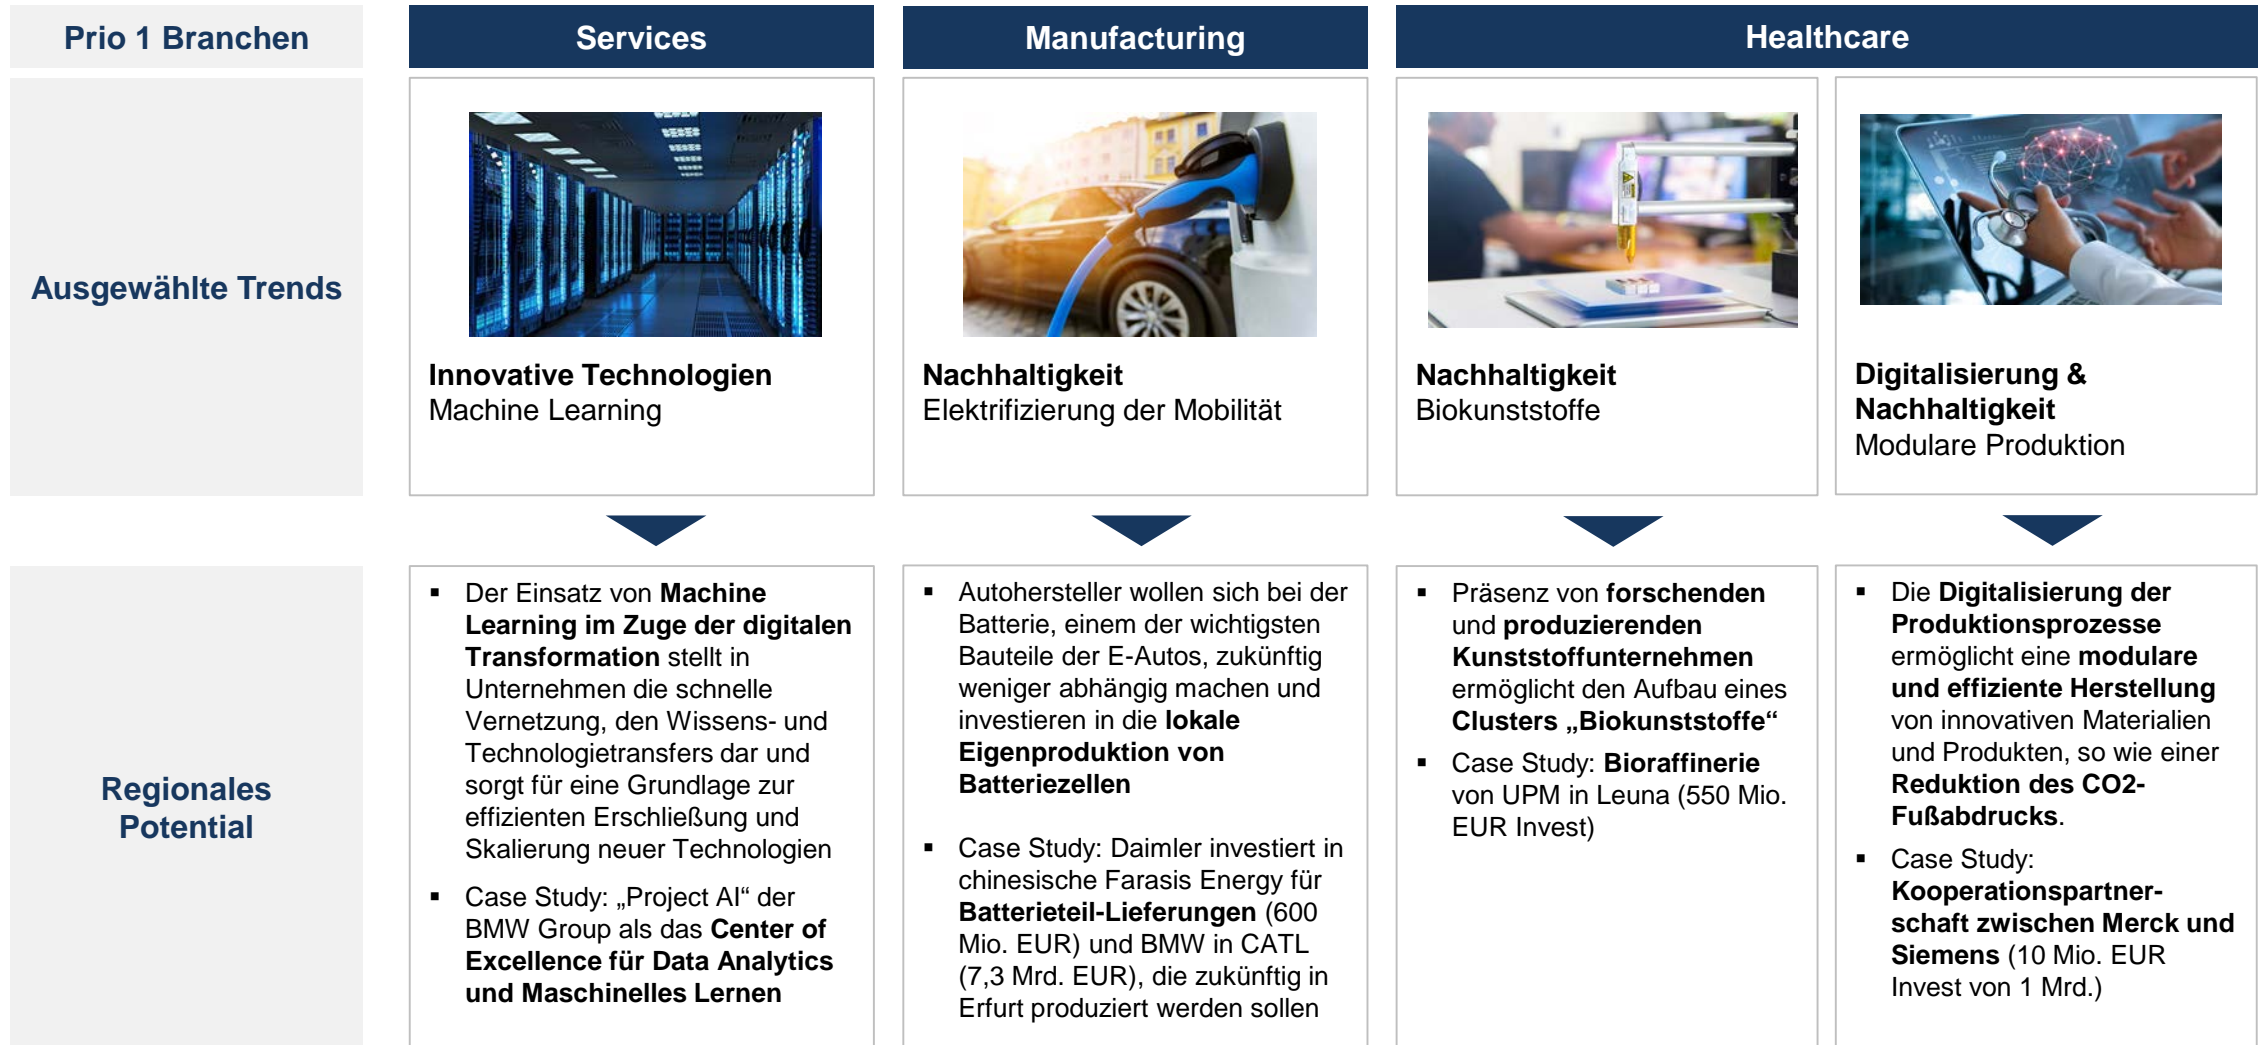 Prio 1 Branchen
Services
Manufacturing
Healthcare
Ausgewählte Trends
Innovative Technologien
Machine Learning
Nachhaltigkeit
Elektrifizierung der Mobilität
Nachhaltigkeit
Biokunststoffe
Digitalisierung &
Nachhaltigkeit
Modulare Produktion
Regionales
Potential
▪ Der Einsatz von Machine
Learning im Zuge der digitalen
Transformation stellt in
Unternehmen die schnelle
Vernetzung, den Wissens- und
Technologietransfers dar und
sorgt für eine Grundlage zur
effizienten Erschließung und
Skalierung neuer Technologien
▪ Case Study: „Project AI“ der
BMW Group als das Center of
Excellence für Data Analytics
und Maschinelles Lernen
▪ Autohersteller wollen sich bei der
Batterie, einem der wichtigsten
Bauteile der E-Autos, zukünftig
weniger abhängig machen und
investieren in die lokale
Eigenproduktion von
Batteriezellen
▪ Case Study: Daimler investiert in
chinesische Farasis Energy für
Batterieteil-Lieferungen (600
Mio. EUR) und BMW in CATL
(7,3 Mrd. EUR), die zukünftig in
Erfurt produziert werden sollen
▪ Präsenz von forschenden
und produzierenden
Kunststoffunternehmen
ermöglicht den Aufbau eines
Clusters „Biokunststoffe“
▪ Case Study: Bioraffinerie
von UPM in Leuna (550 Mio.
EUR Invest)
▪ Die Digitalisierung der
Produktionsprozesse
ermöglicht eine modulare
und effiziente Herstellung
von innovativen Materialien
und Produkten, so wie einer
Reduktion des CO2-
Fußabdrucks.
▪ Case Study:
Kooperationspartner-
schaft zwischen Merck und
Siemens (10 Mio. EUR
Invest von 1 Mrd.)